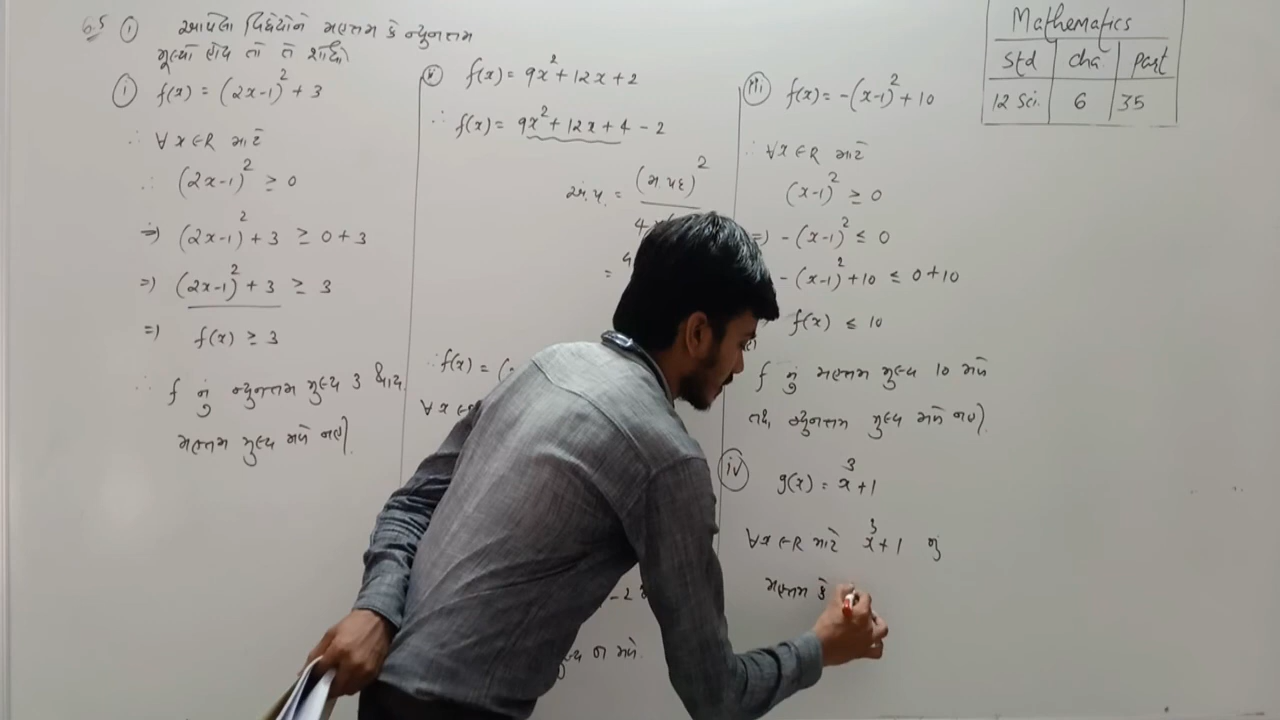 6.5 ① આપેલા વિધેયોને મહત્તમ કે ન્યુનતમ
મુલ્યો હોય તો તે શોધો
ⓘ f(x) = (2x-1)² + 3
∴ ∀ x ∈ R માટે
∴ (2x-1)² ≥ 0
⇒ (2x-1)² + 3 ≥ 0 + 3
⇒ (2x-1)² + 3 ≥ 3
⇒ f(x) ≥ 3
∴ f નું ન્યુનતમ મુલ્ય 3 થાય
મહત્તમ મુલ્ય મળે નહી.
f(x) = 9x² + 12x + 2
∴ f(x) = 9x² + 12x + 4 - 2
અં.પ. = (મ.પદ)²
4
=
∴ f(x) = (
∀ x ∈
- 2
જ મળે.
(iii) f(x) = -(x-1)² + 10
∴ ∀x ∈ R માટે
(x-1)² ≥ 0
⇒ -(x-1)² ≤ 0
-(x-1)² + 10 ≤ 0 + 10
f(x) ≤ 10
f નું મહત્તમ મુલ્ય 10 મળે
ન્યુનતમ મુલ્ય મળે નહી.
(iv) g(x) = x³ + 1
∀x ∈ R માટે x³ + 1 નું
મહત્તમ કે
Mathematics
Std cha part
12 Sci. 6 35